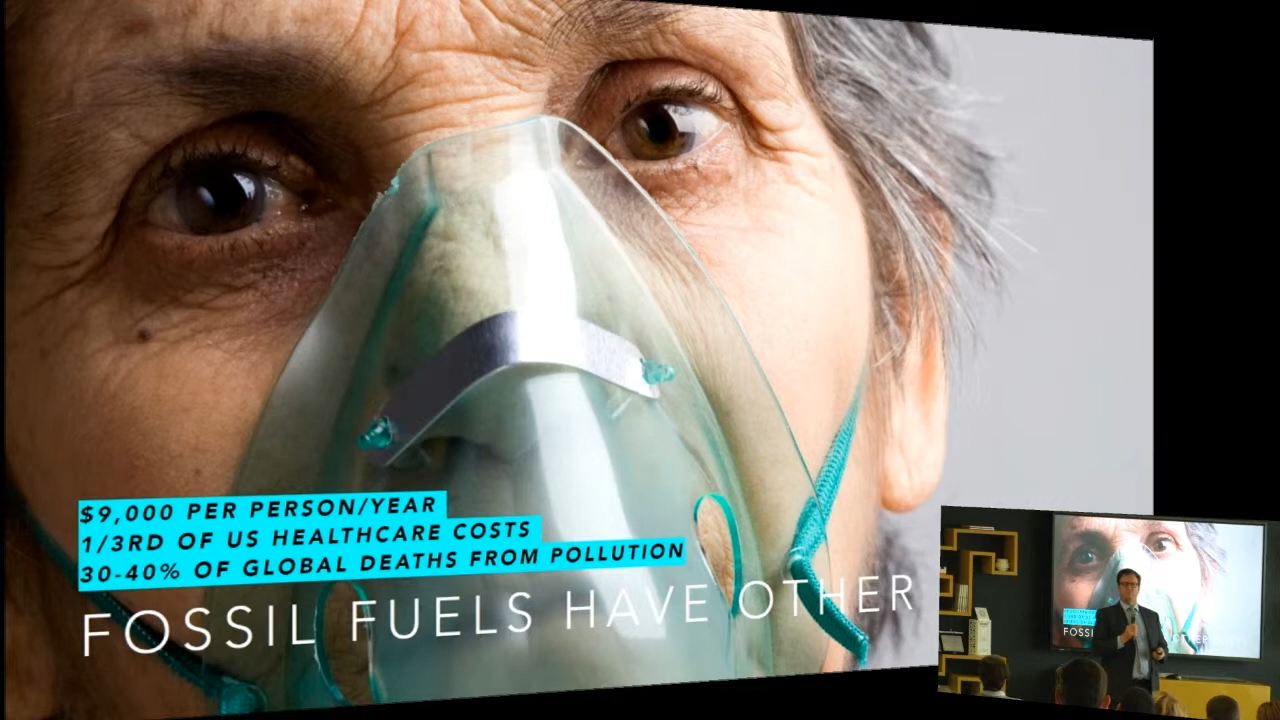 $9,000 PER PERSON/YEAR
1/3RD OF US HEALTHCARE COSTS
30-40% OF GLOBAL DEATHS FROM POLLUTION
FOSSIL FUELS HAVE OTHER
FOSSI